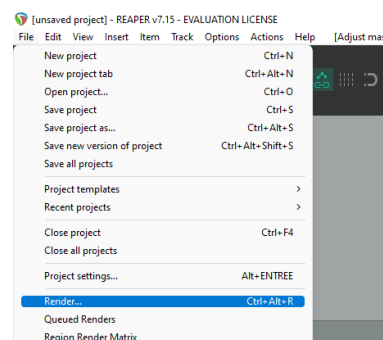 [unsaved project] - REAPER v7.15 - EVALUATION LICENSE
File Edit View Insert Item Track Options Actions Help [Adjust mas
New project Ctrl+N
New project tab Ctrl+Alt+N
Open project... Ctrl+O
Save project Ctrl+S
Save project as... Ctrl+Alt+S
Save new version of project Ctrl+Alt+Shift+S
Save all projects
Project templates >
Recent projects >
Close project Ctrl+F4
Close all projects
Project settings... Alt+ENTREE
Render... Ctrl+Alt+R
Queued Renders
Region Render Matrix